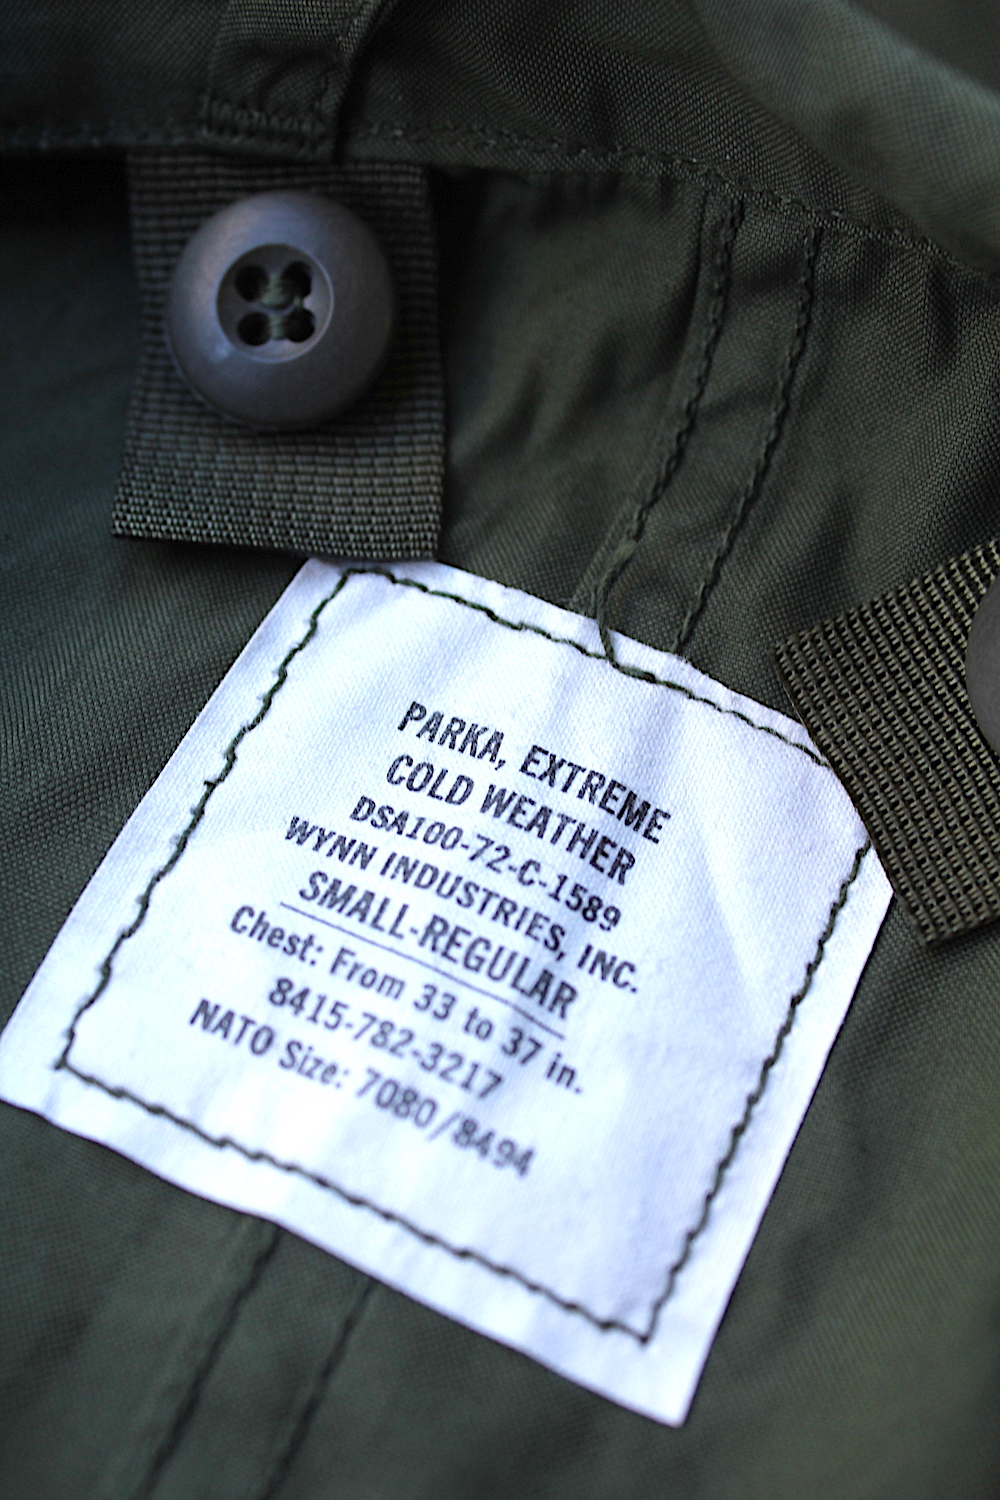 PARKA, EXTREME
COLD WEATHER
DSA100-72-C-1589
WYNN INDUSTRIES, INC.
SMALL-REGULAR
Chest: From 33 to 37 in.
8415-782-3217
NATO Size: 7080/8494